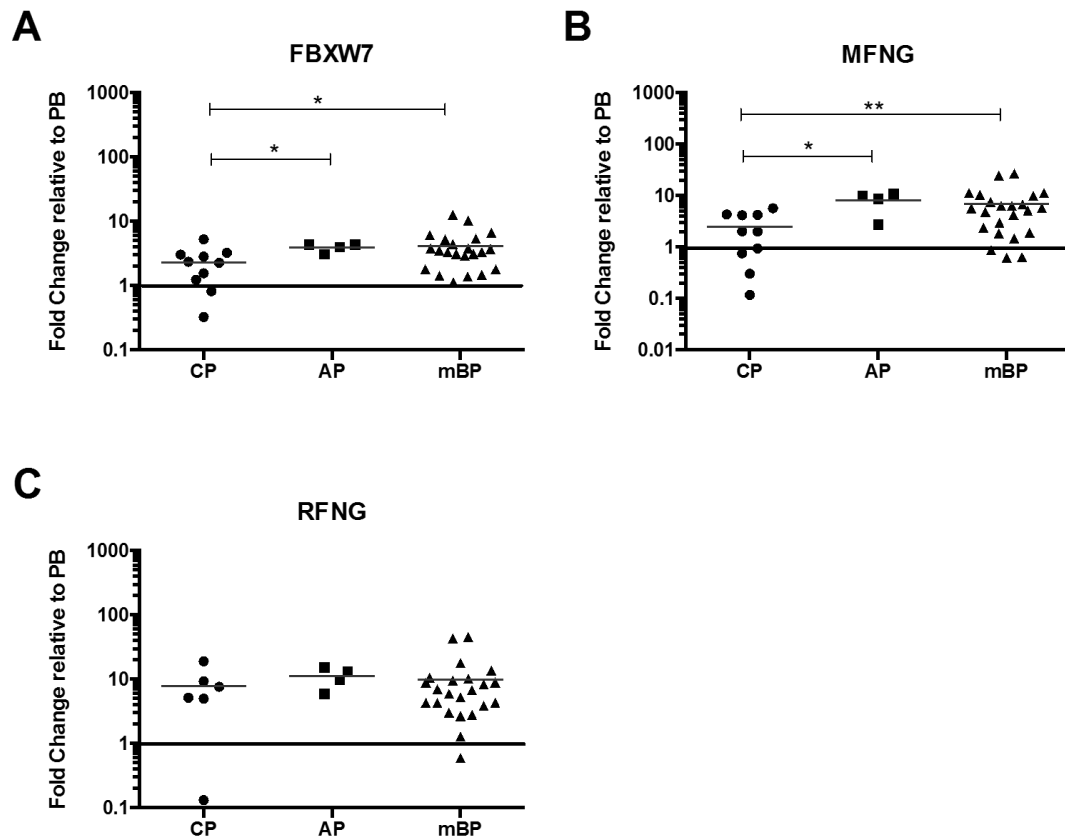 A
FBXW7
Fold Change relative to PB
1000
100
10
1
0.1
*
*
CP AP mBP
B
MFNG
Fold Change relative to PB
1000
100
10
1
0.1
0.01
**
*
CP AP mBP
C
RFNG
Fold Change relative to PB
1000
100
10
1
0.1
CP AP mBP